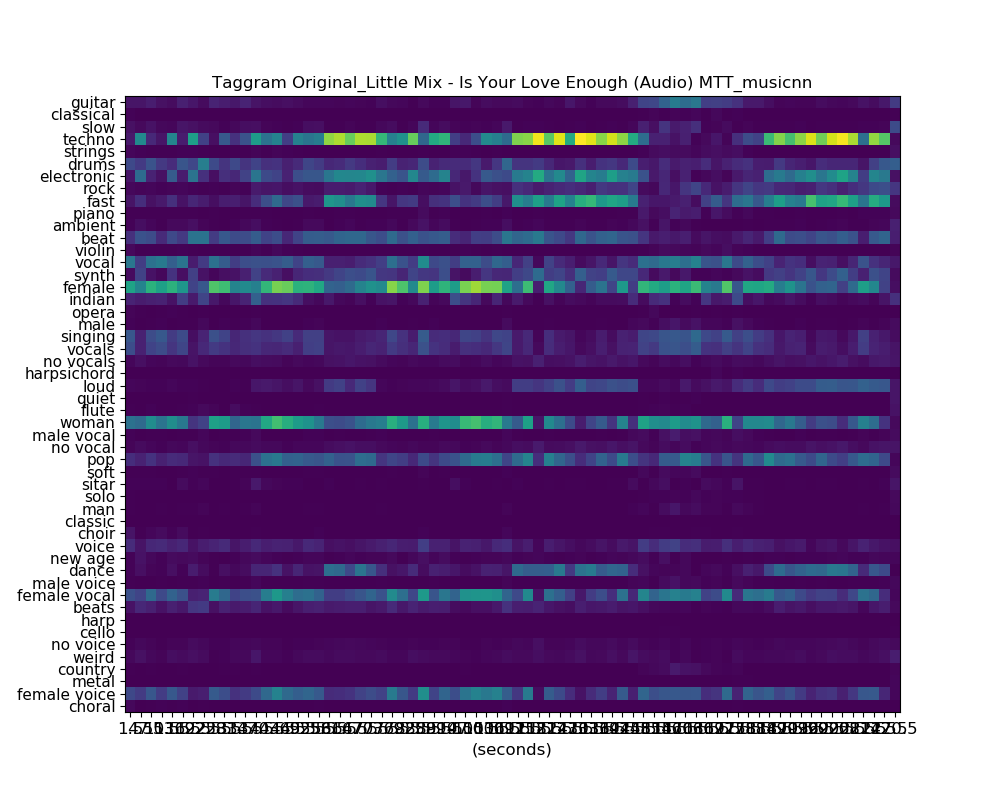 Taggram Original_Little Mix - Is Your Love Enough (Audio) MTT_musicnn
guitar
classical
slow
techno
strings
drums
electronic
rock
fast
piano
ambient
beat
violin
vocal
synth
female
indian
opera
male
singing
vocals
no vocals
harpsichord
loud
quiet
flute
woman
male vocal
no vocal
pop
soft
sitar
solo
man
classic
choir
voice
new age
dance
male voice
female vocal
beats
harp
cello
no voice
weird
country
metal
female voice
choral
(seconds)